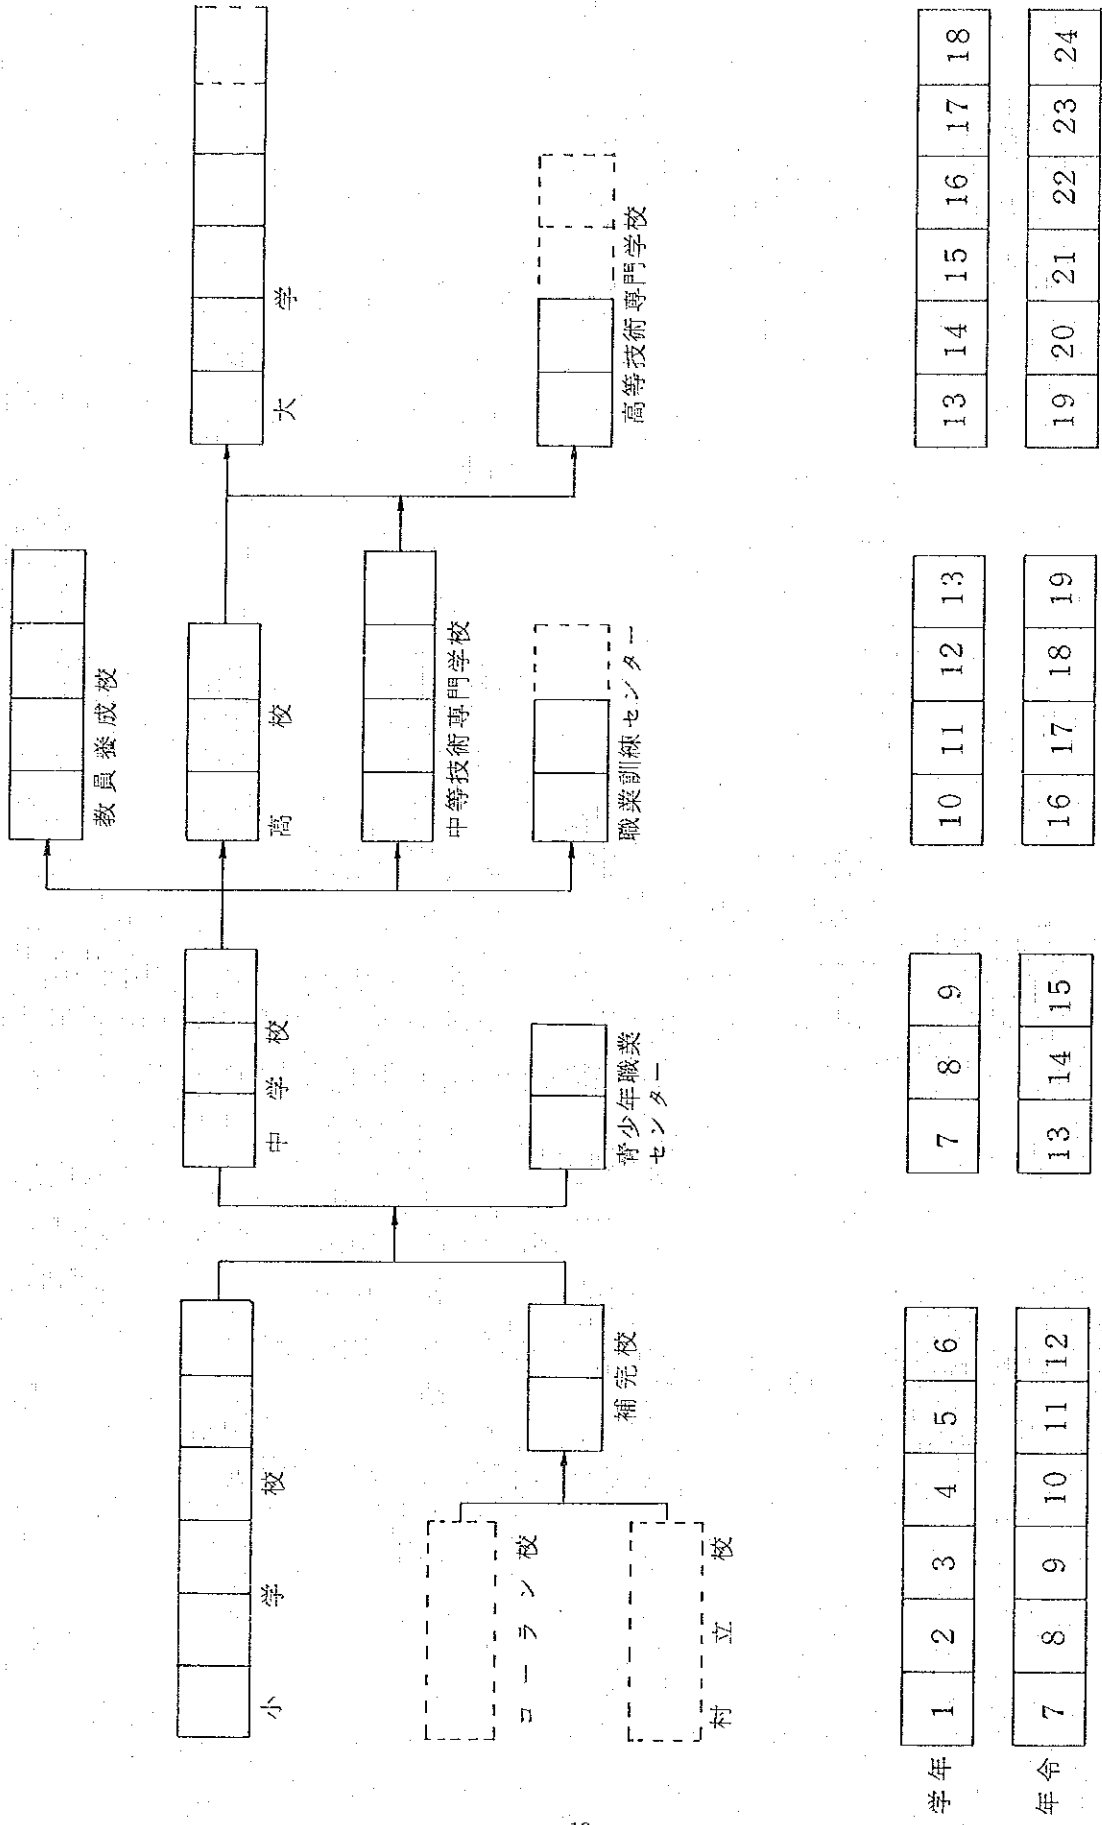 小学校
コーラン校
村立校
補完校
中学校
青少年職業
センター
教員養成校
高校
中等技術専門学校
職業訓練センター
大学
高等技術専門学校
学年 1 2 3 4 5 6 7 8 9 10 11 12 13 13 14 15 16 17 18
年令 7 8 9 10 11 12 13 14 15 16 17 18 19 19 20 21 22 23 24